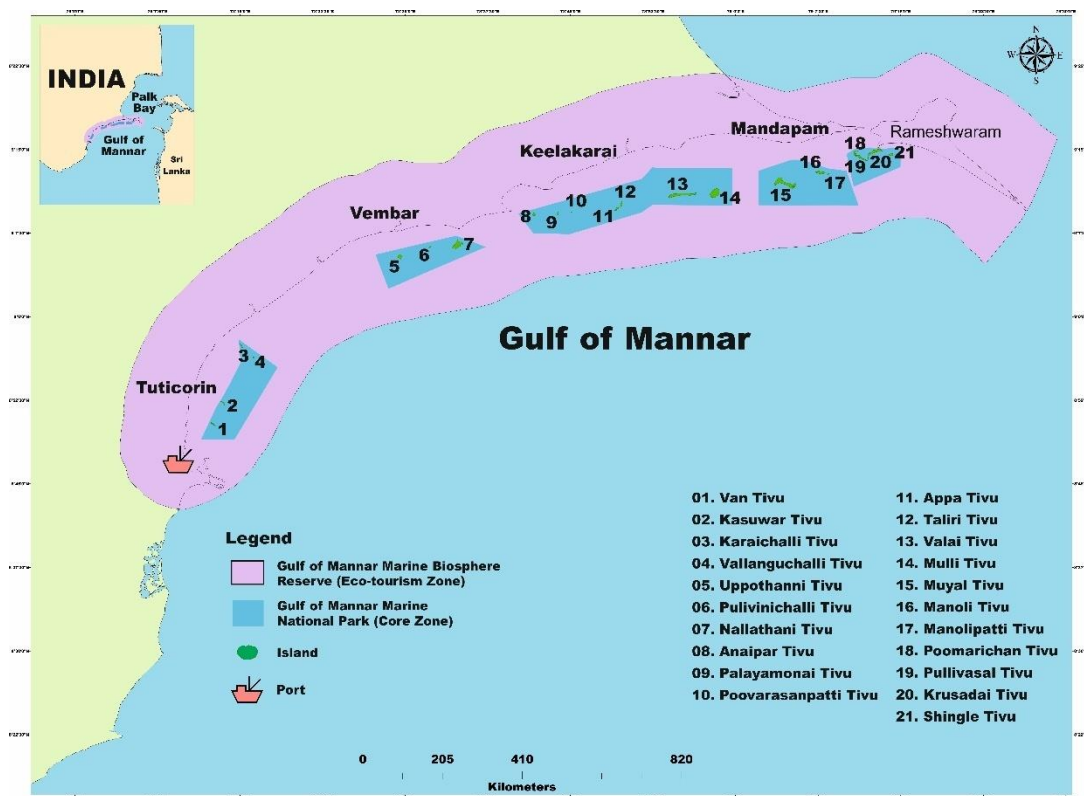 INDIA
Palk
Bay
Gulf of
Mannar
Sri
Lanka
N
W
E
S
Mandapam
Rameshwaram
Keelakarai
18
21
20
19
16
17
15
13
14
12
10
11
8
9
Vembar
7
6
5
Gulf of Mannar
3
4
Tuticorin
2
1
01. Van Tivu
02. Kasuwar Tivu
03. Karaichalli Tivu
04. Vallanguchalli Tivu
05. Uppothanni Tivu
06. Pulivinichalli Tivu
07. Nallathani Tivu
08. Anaipar Tivu
09. Palayamonai Tivu
10. Poovarasanpatti Tivu
11. Appa Tivu
12. Taliri Tivu
13. Valai Tivu
14. Mulli Tivu
15. Muyal Tivu
16. Manoli Tivu
17. Manolipatti Tivu
18. Poomarichan Tivu
19. Pullivasal Tivu
20. Krusadai Tivu
21. Shingle Tivu
Legend
Gulf of Mannar Marine Biosphere
Reserve (Eco-tourism Zone)
Gulf of Mannar Marine
National Park (Core Zone)
Island
Port
0 205 410 820
Kilometers